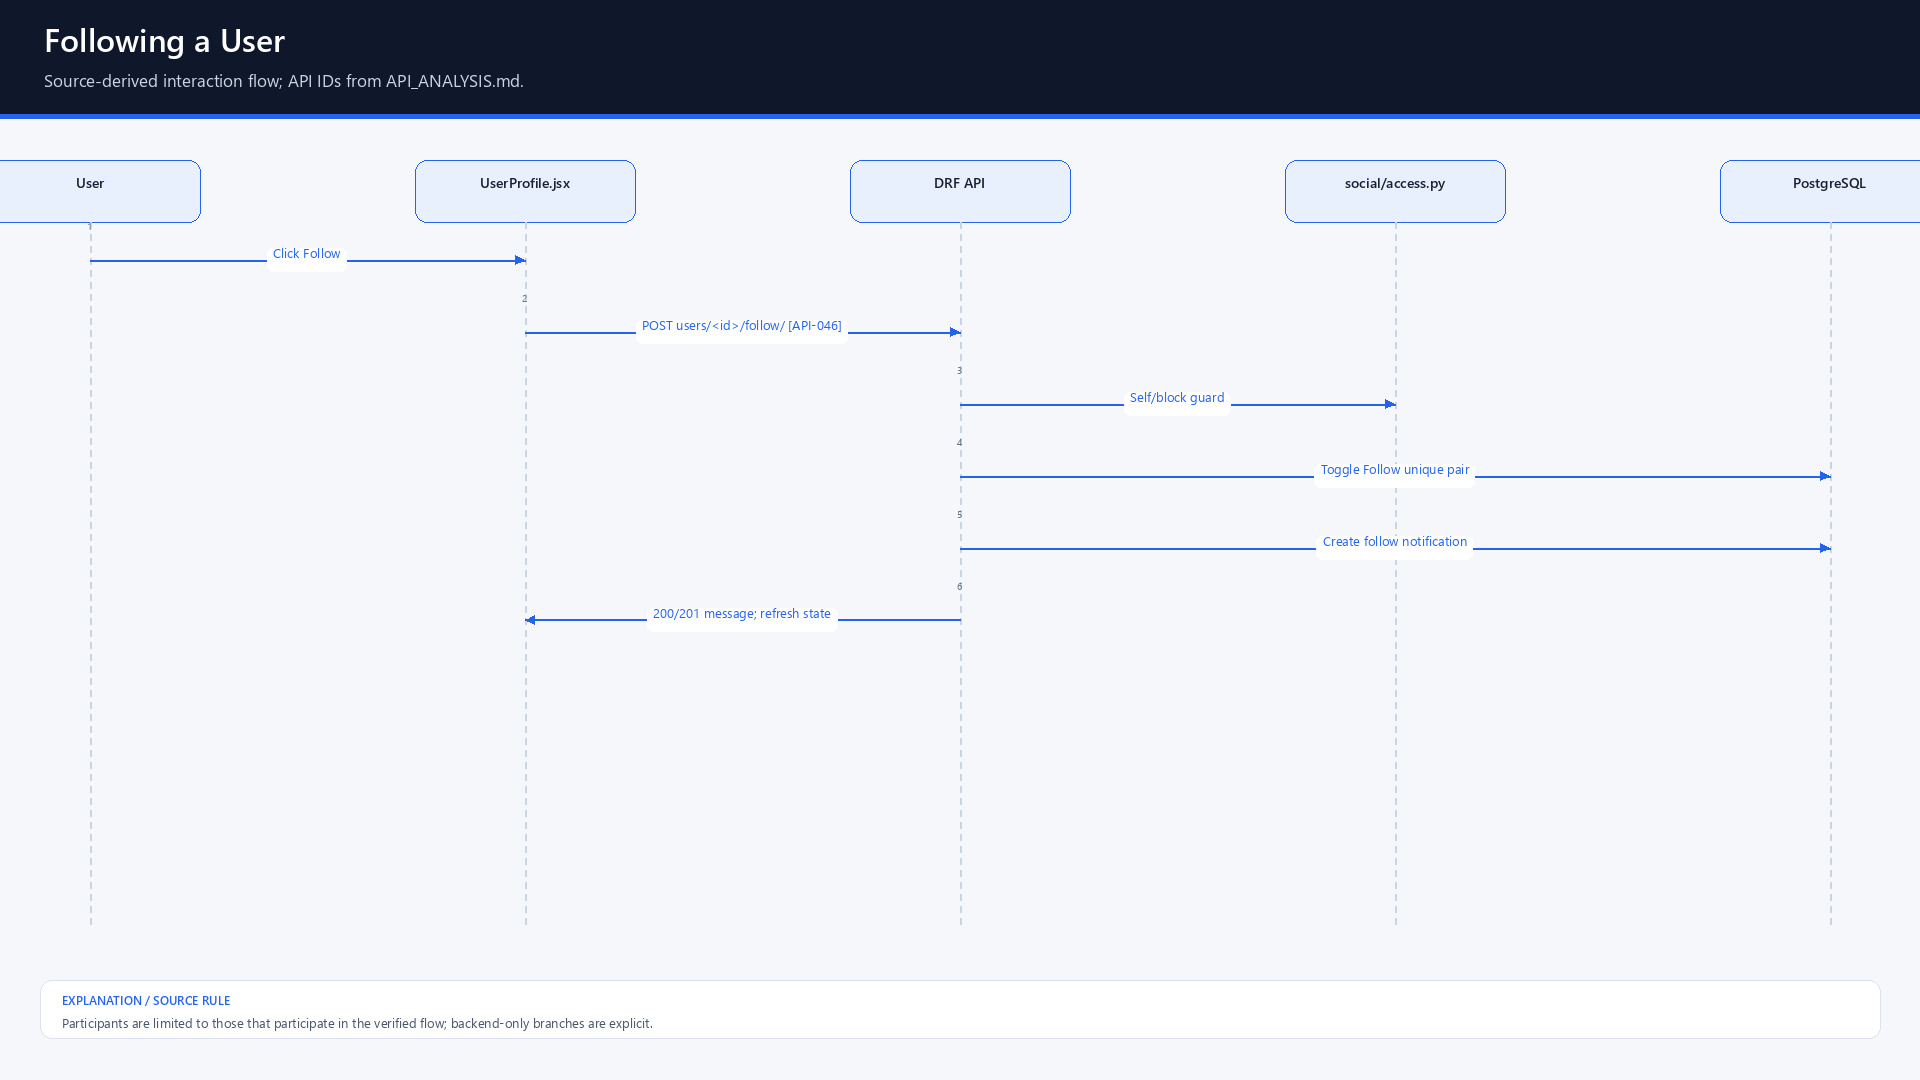 Following a User
Source-derived interaction flow; API IDs from API_ANALYSIS.md.
User
UserProfile.jsx
DRF API
social/access.py
PostgreSQL
1
Click Follow
2
POST users/<id>/follow/ [API-046]
3
Self/block guard
4
Toggle Follow unique pair
5
Create follow notification
6
200/201 message; refresh state
EXPLANATION / SOURCE RULE
Participants are limited to those that participate in the verified flow; backend-only branches are explicit.